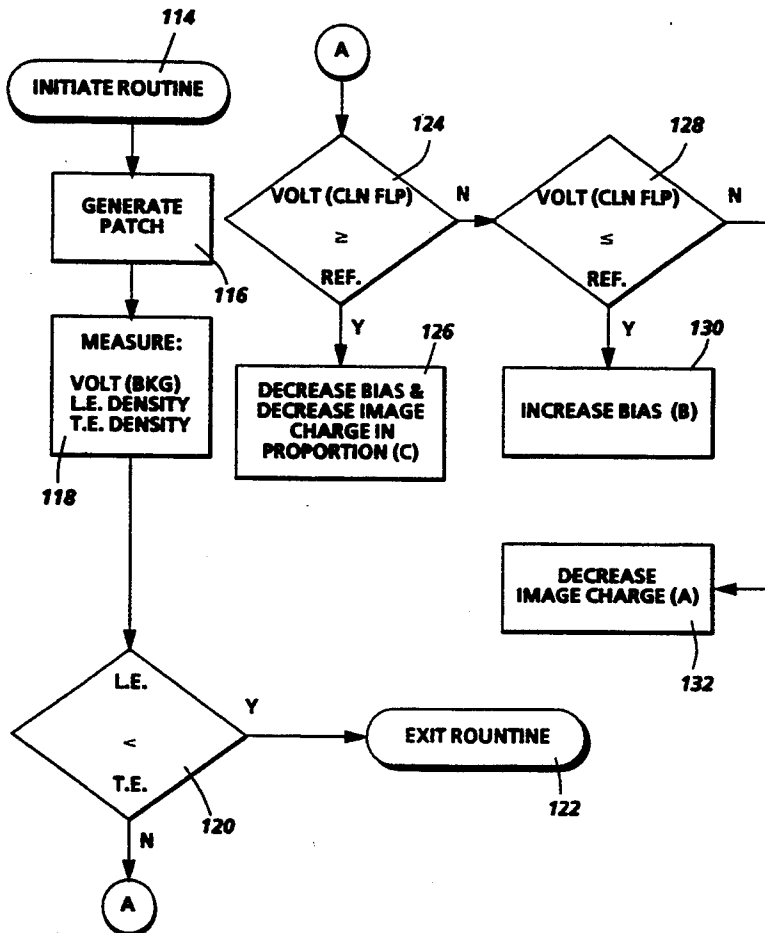 114
INITIATE ROUTINE
GENERATE
PATCH
116
MEASURE:
VOLT (BKG)
L.E. DENSITY
T.E. DENSITY
118
L.E.
<
T.E.
120
Y
N
A
EXIT ROUNTINE
122
A
124
VOLT (CLN FLP)
≥
REF.
N
Y
126
DECREASE BIAS &
DECREASE IMAGE
CHARGE IN
PROPORTION (C)
128
VOLT (CLN FLP)
≤
REF.
N
Y
130
INCREASE BIAS (B)
DECREASE
IMAGE CHARGE (A)
132